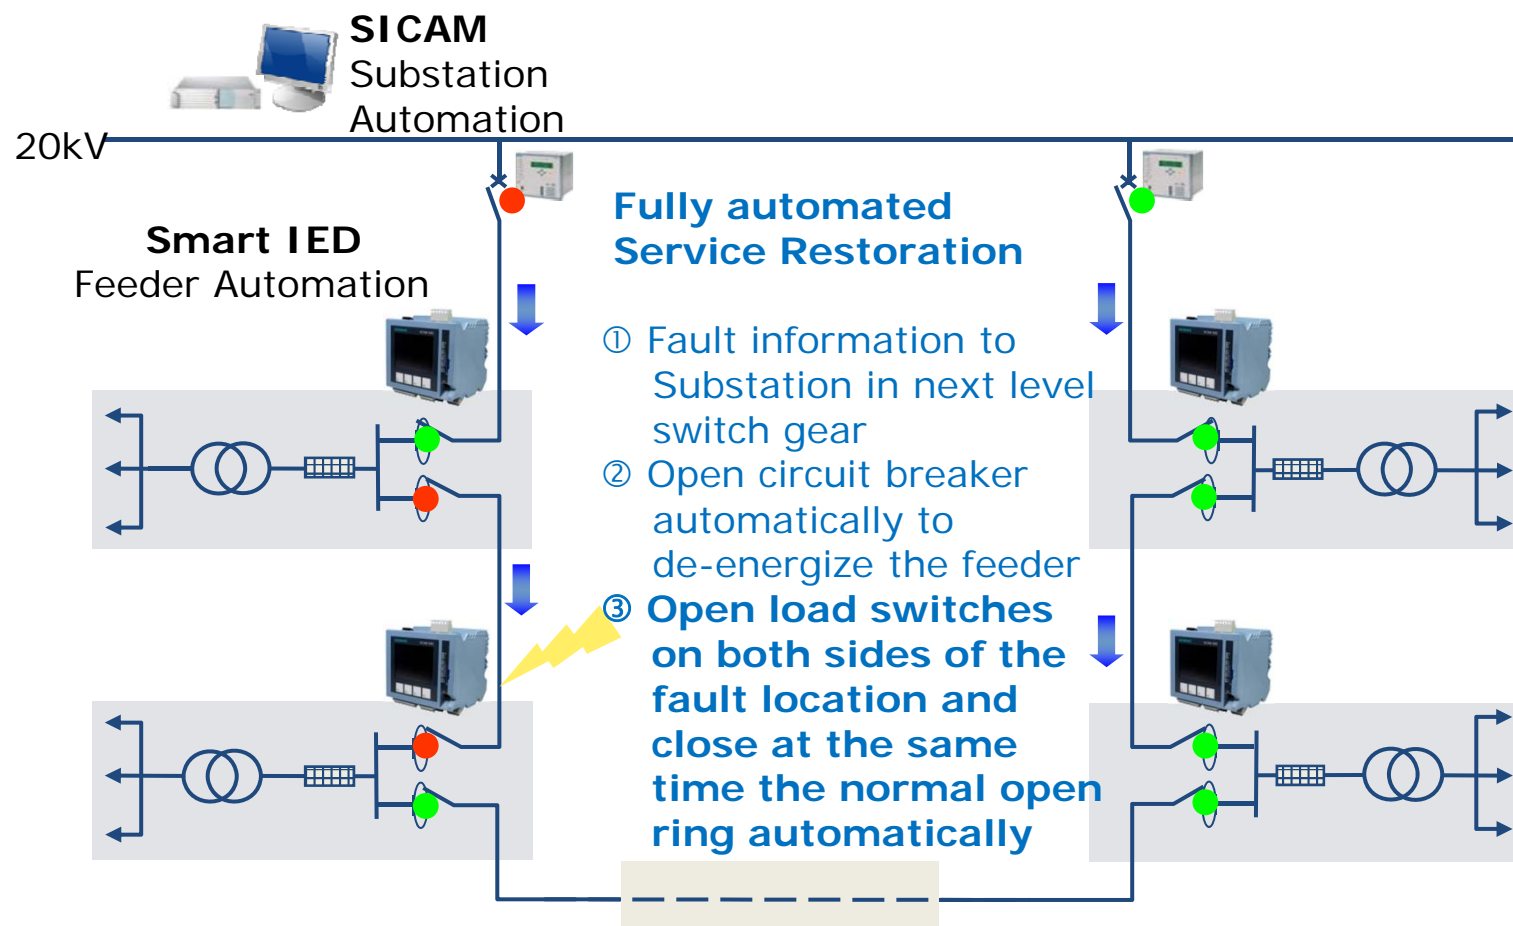 SICAM
Substation
Automation
20kV
Smart IED
Feeder Automation
Fully automated
Service Restoration
① Fault information to
Substation in next level
switch gear
② Open circuit breaker
automatically to
de-energize the feeder
③ Open load switches
on both sides of the
fault location and
close at the same
time the normal open
ring automatically